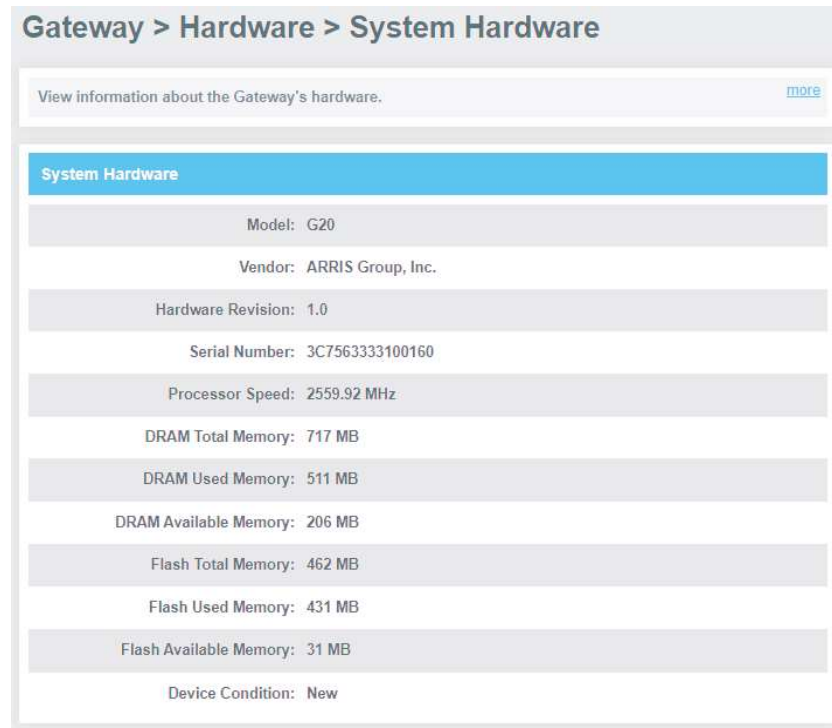 Gateway > Hardware > System Hardware
View information about the Gateway's hardware. more
System Hardware
Model: G20
Vendor: ARRIS Group, Inc.
Hardware Revision: 1.0
Serial Number: 3C7563333100160
Processor Speed: 2559.92 MHz
DRAM Total Memory: 717 MB
DRAM Used Memory: 511 MB
DRAM Available Memory: 206 MB
Flash Total Memory: 462 MB
Flash Used Memory: 431 MB
Flash Available Memory: 31 MB
Device Condition: New